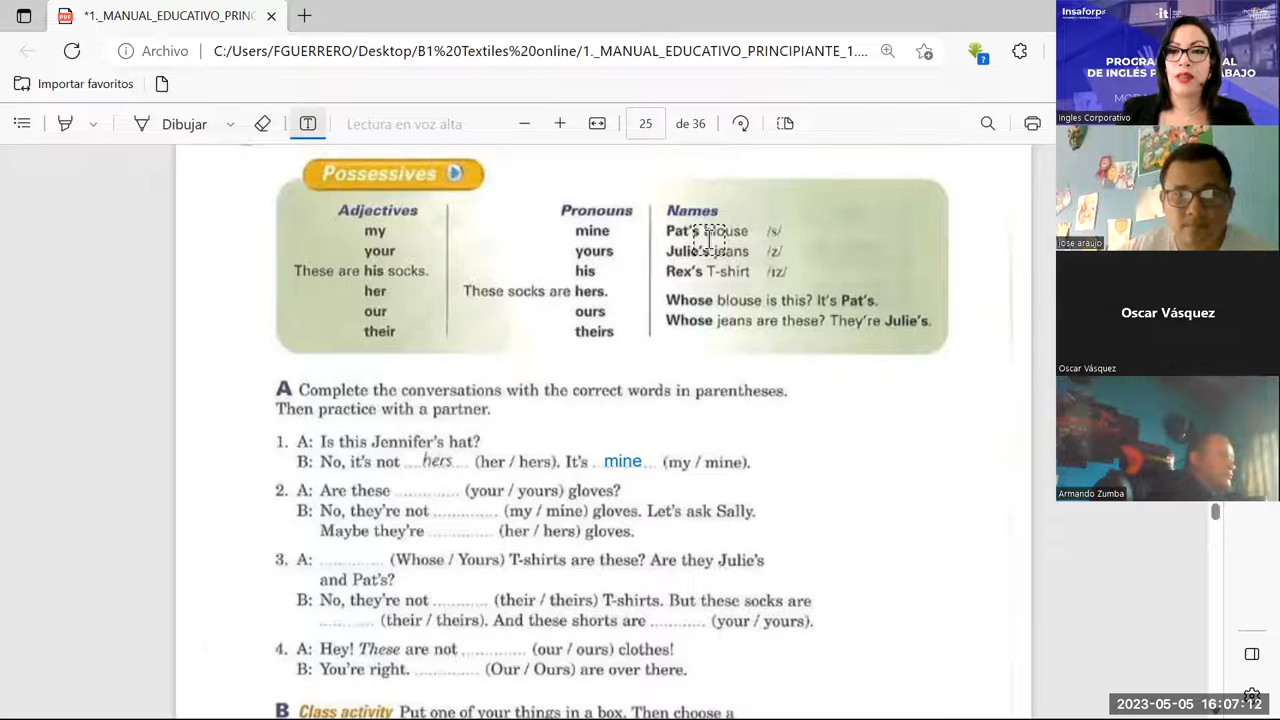 *1._MANUAL_EDUCATIVO_PRINC
Archivo
C:/Users/FGUERRERO/Desktop/B1%20Textiles%20online/1._MANUAL_EDUCATIVO_PRINCIPIANTE_1....
Importar favoritos
Dibujar
Lectura en voz alta
25
de 36
Possessives
Adjectives
my
your
These are his socks.
her
our
their
Pronouns
mine
yours
his
These socks are hers.
ours
theirs
Names
Pat's blouse /s/
Julie's jeans /z/
Rex's T-shirt /ɪz/
Whose blouse is this? It's Pat's.
Whose jeans are these? They're Julie's.
A Complete the conversations with the correct words in parentheses.
Then practice with a partner.
1. A: Is this Jennifer's hat?
B: No, it's not hers (her / hers). It's mine (my / mine).
2. A: Are these ............ (your / yours) gloves?
B: No, they're not ............ (my / mine) gloves. Let's ask Sally.
Maybe they're ............ (her / hers) gloves.
3. A: ............ (Whose / Yours) T-shirts are these? Are they Julie's
and Pat's?
B: No, they're not ............ (their / theirs) T-shirts. But these socks are
............ (their / theirs). And these shorts are ............ (your / yours).
4. A: Hey! These are not ............ (our / ours) clothes!
B: You're right. ............ (Our / Ours) are over there.
B Class activity Put one of your things in a box. Then choose a
Insaforp
·it
Ingles Corporativo
jose araujo
Oscar Vásquez
Oscar Vásquez
Armando Zumba
2023-05-05 16:07:12